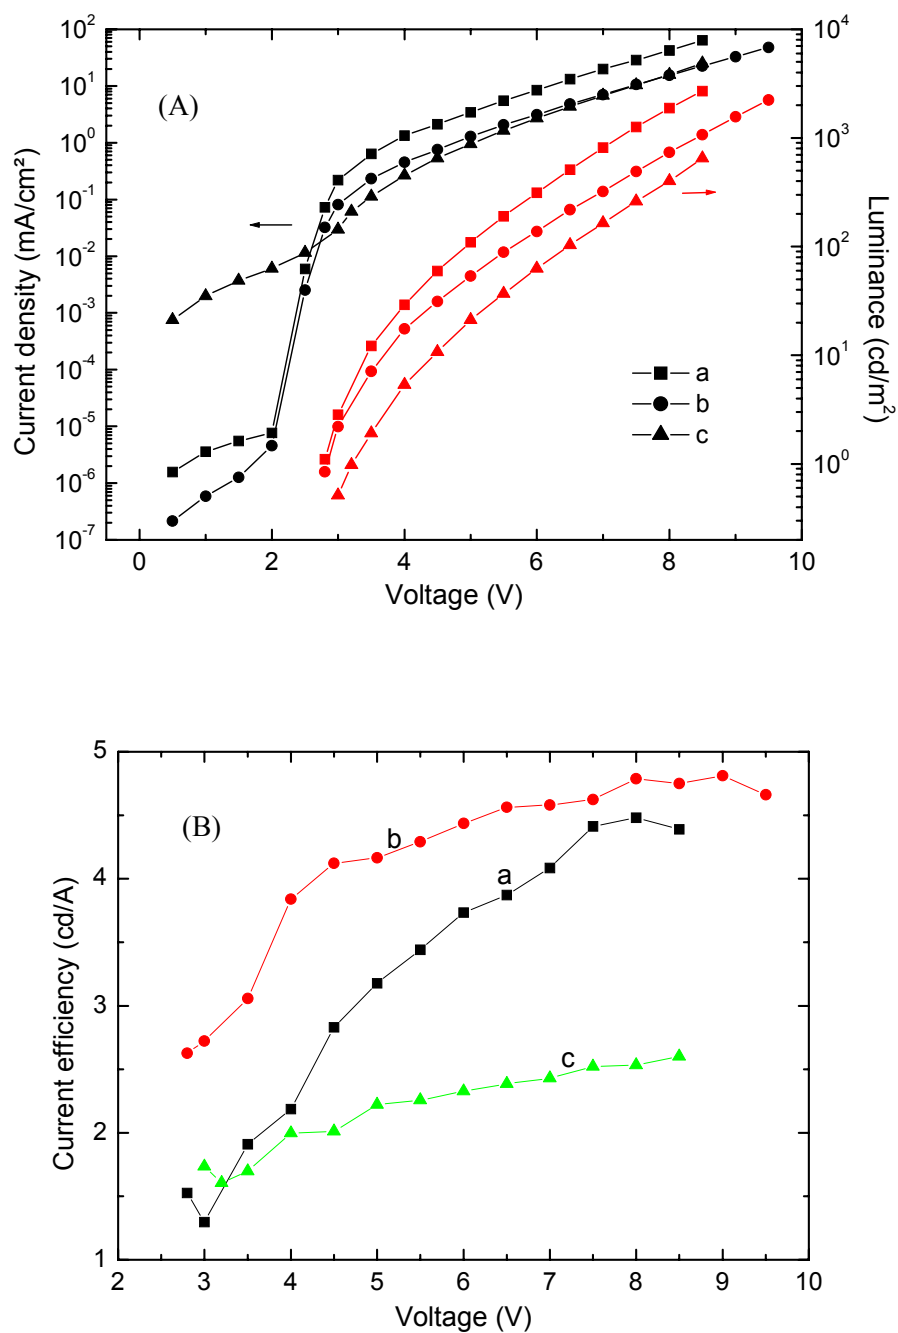 (A)
Current density (mA/cm²)
10² 10¹ 10⁰ 10⁻¹ 10⁻² 10⁻³ 10⁻⁴ 10⁻⁵ 10⁻⁶ 10⁻⁷
10⁴ 10³ 10² 10¹ 10⁰
Luminance (cd/m²)
a
b
c
0 2 4 6 8 10
Voltage (V)
(B)
Current efficiency (cd/A)
5 4 3 2 1
b
a
c
2 3 4 5 6 7 8 9 10
Voltage (V)